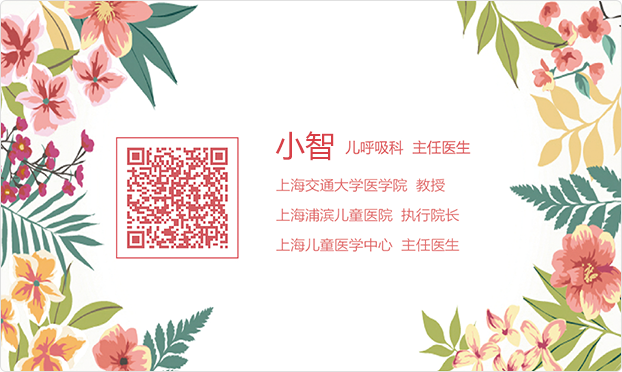 小智 儿呼吸科 主任医生
上海交通大学医学院 教授
上海浦滨儿童医院 执行院长
上海儿童医学中心 主任医生